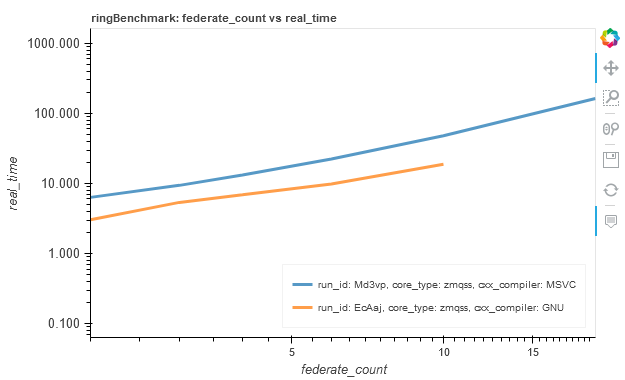 ringBenchmark: federate_count vs real_time
1000.000
100.000
10.000
1.000
0.100
real_time
run_id: Md3vp, core_type: zmqss, cxx_compiler: MSVC
run_id: EcAaj, core_type: zmqss, cxx_compiler: GNU
5
10
15
federate_count